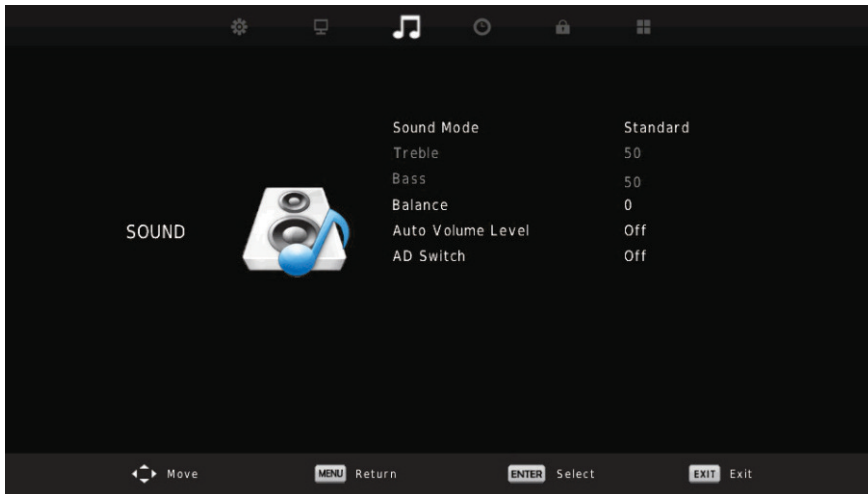 Sound Mode Standard
Treble 50
Bass 50
Balance 0
SOUND
Auto Volume Level Off
AD Switch Off
Move MENU Return ENTER Select EXIT Exit